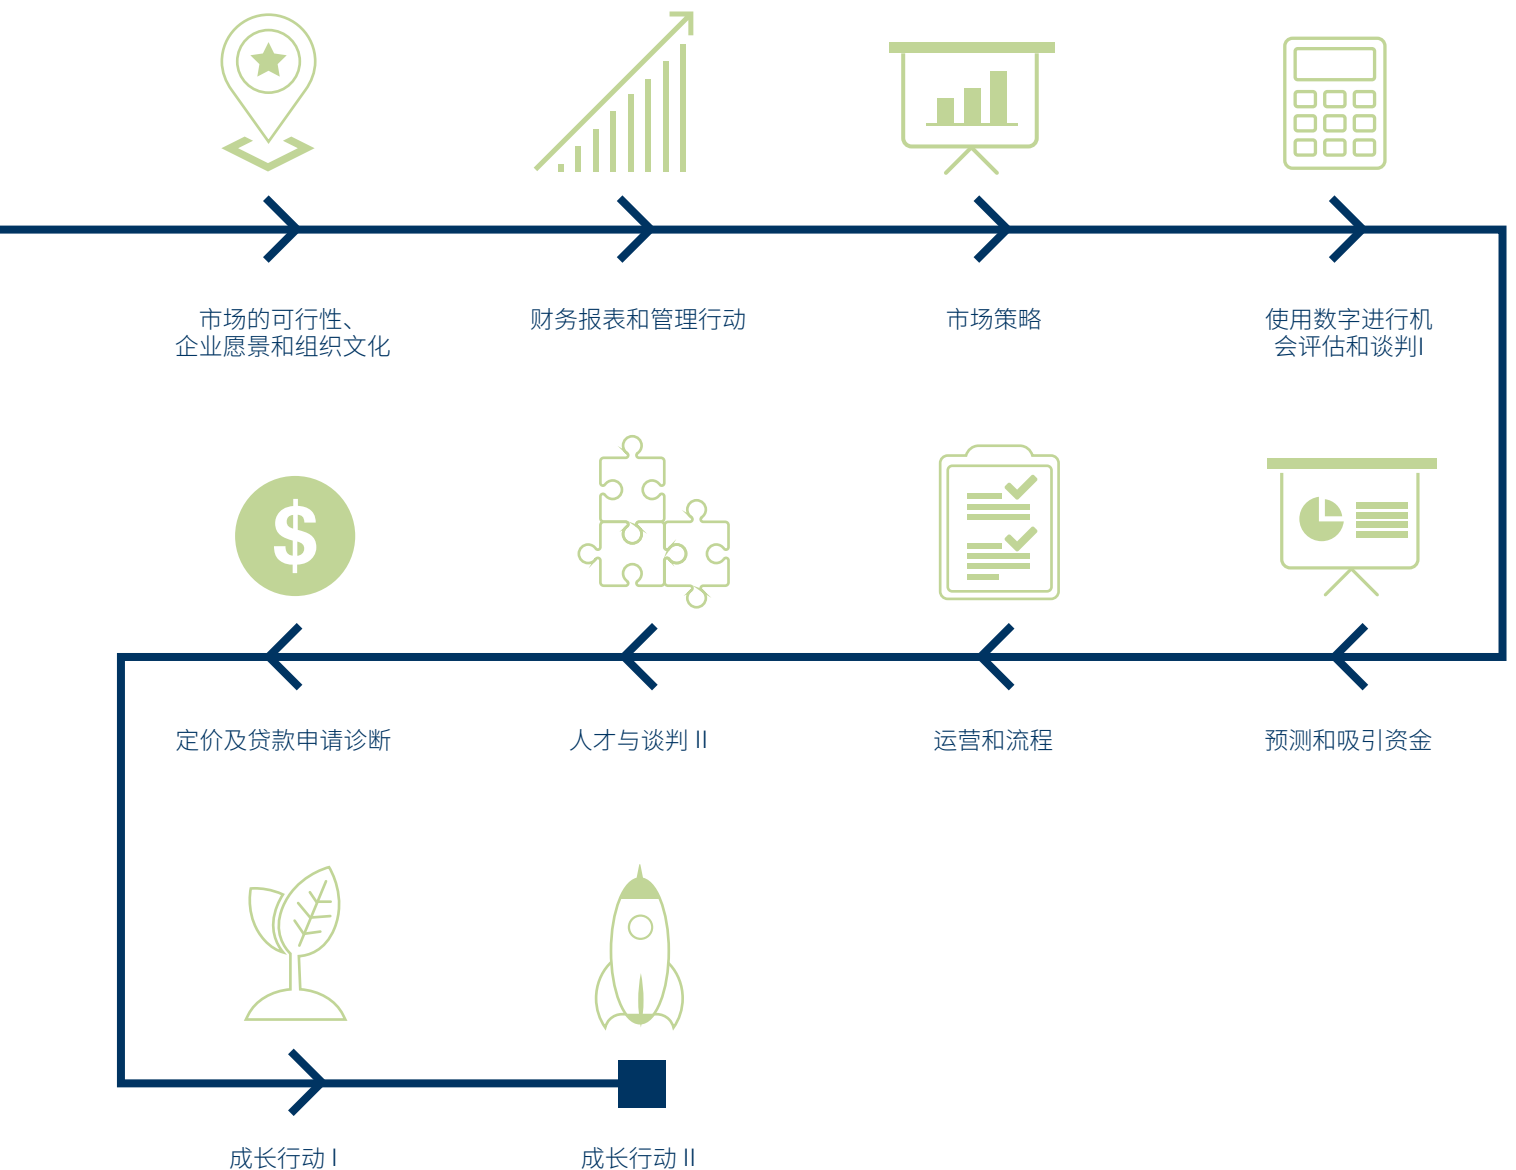 市场的可行性、
企业愿景和组织文化
财务报表和管理行动
市场策略
使用数字进行机
会评估和谈判I
$
预测和吸引资金
运营和流程
人才与谈判 II
定价及贷款申请诊断
成长行动 I
成长行动 II